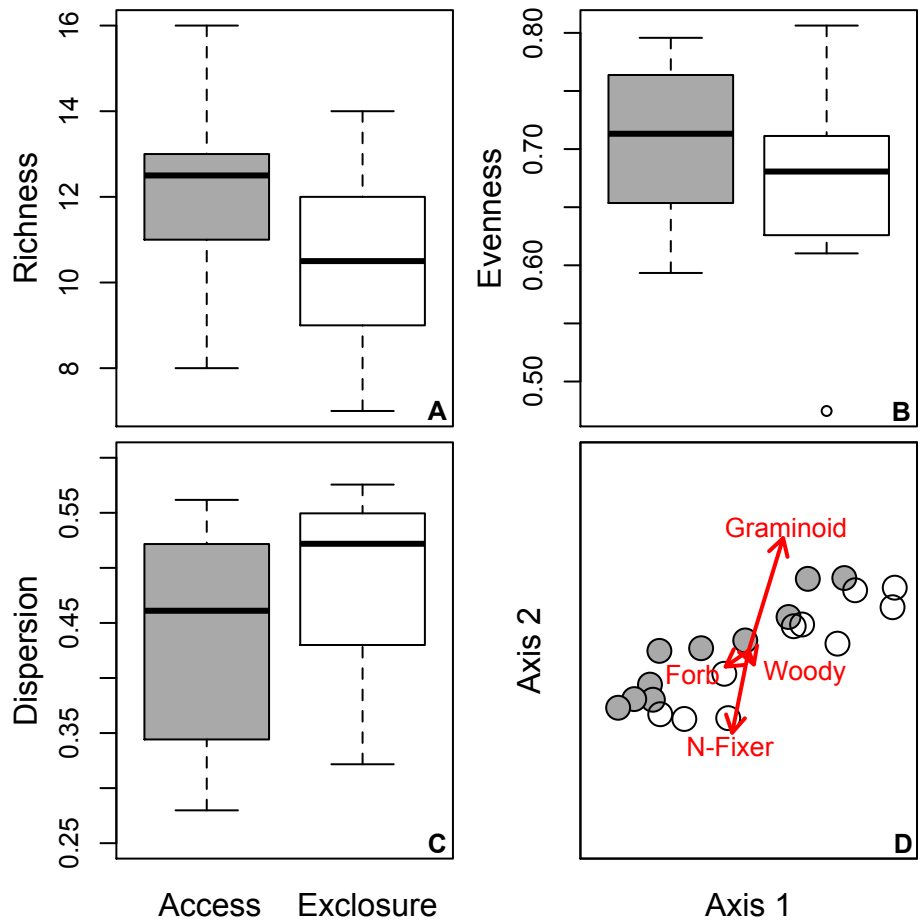 Richness
16
14
12
10
8
A
Evenness
0.80
0.70
0.60
0.50
B
Dispersion
0.55
0.45
0.35
0.25
C
Access Exclosure
Axis 2
Graminoid
Forb Woody
N-Fixer
D
Axis 1